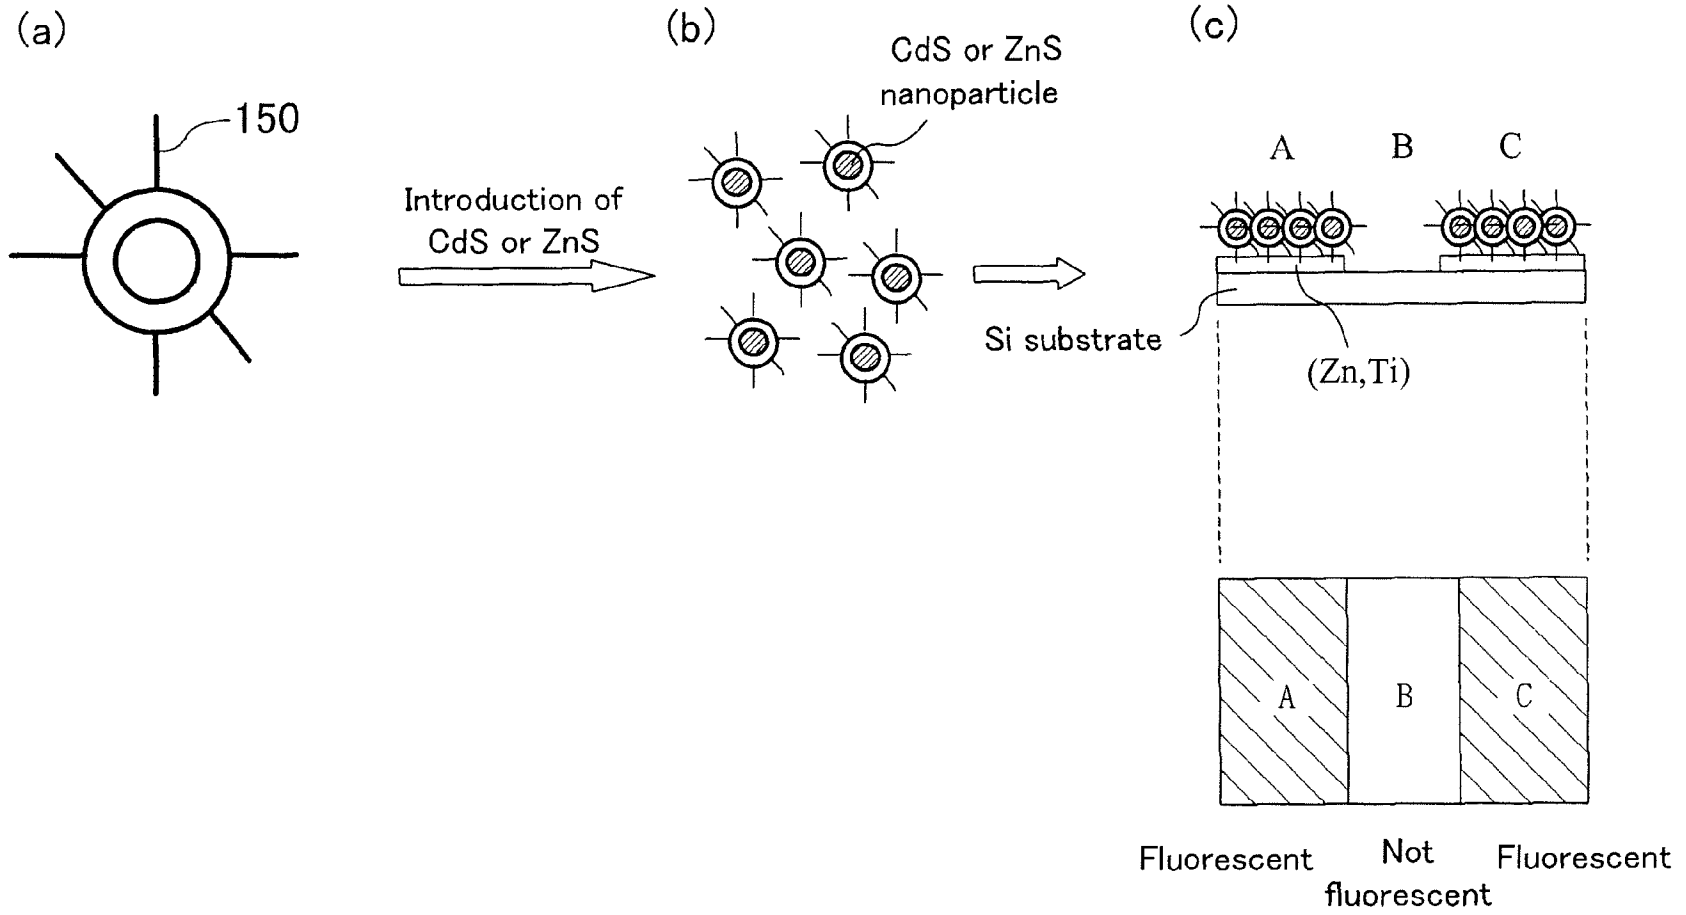 (a)
150
Introduction of
CdS or ZnS
(b)
CdS or ZnS
nanoparticle
(c)
A B C
Si substrate
(Zn,Ti)
A B C
Fluorescent
Not
fluorescent
Fluorescent